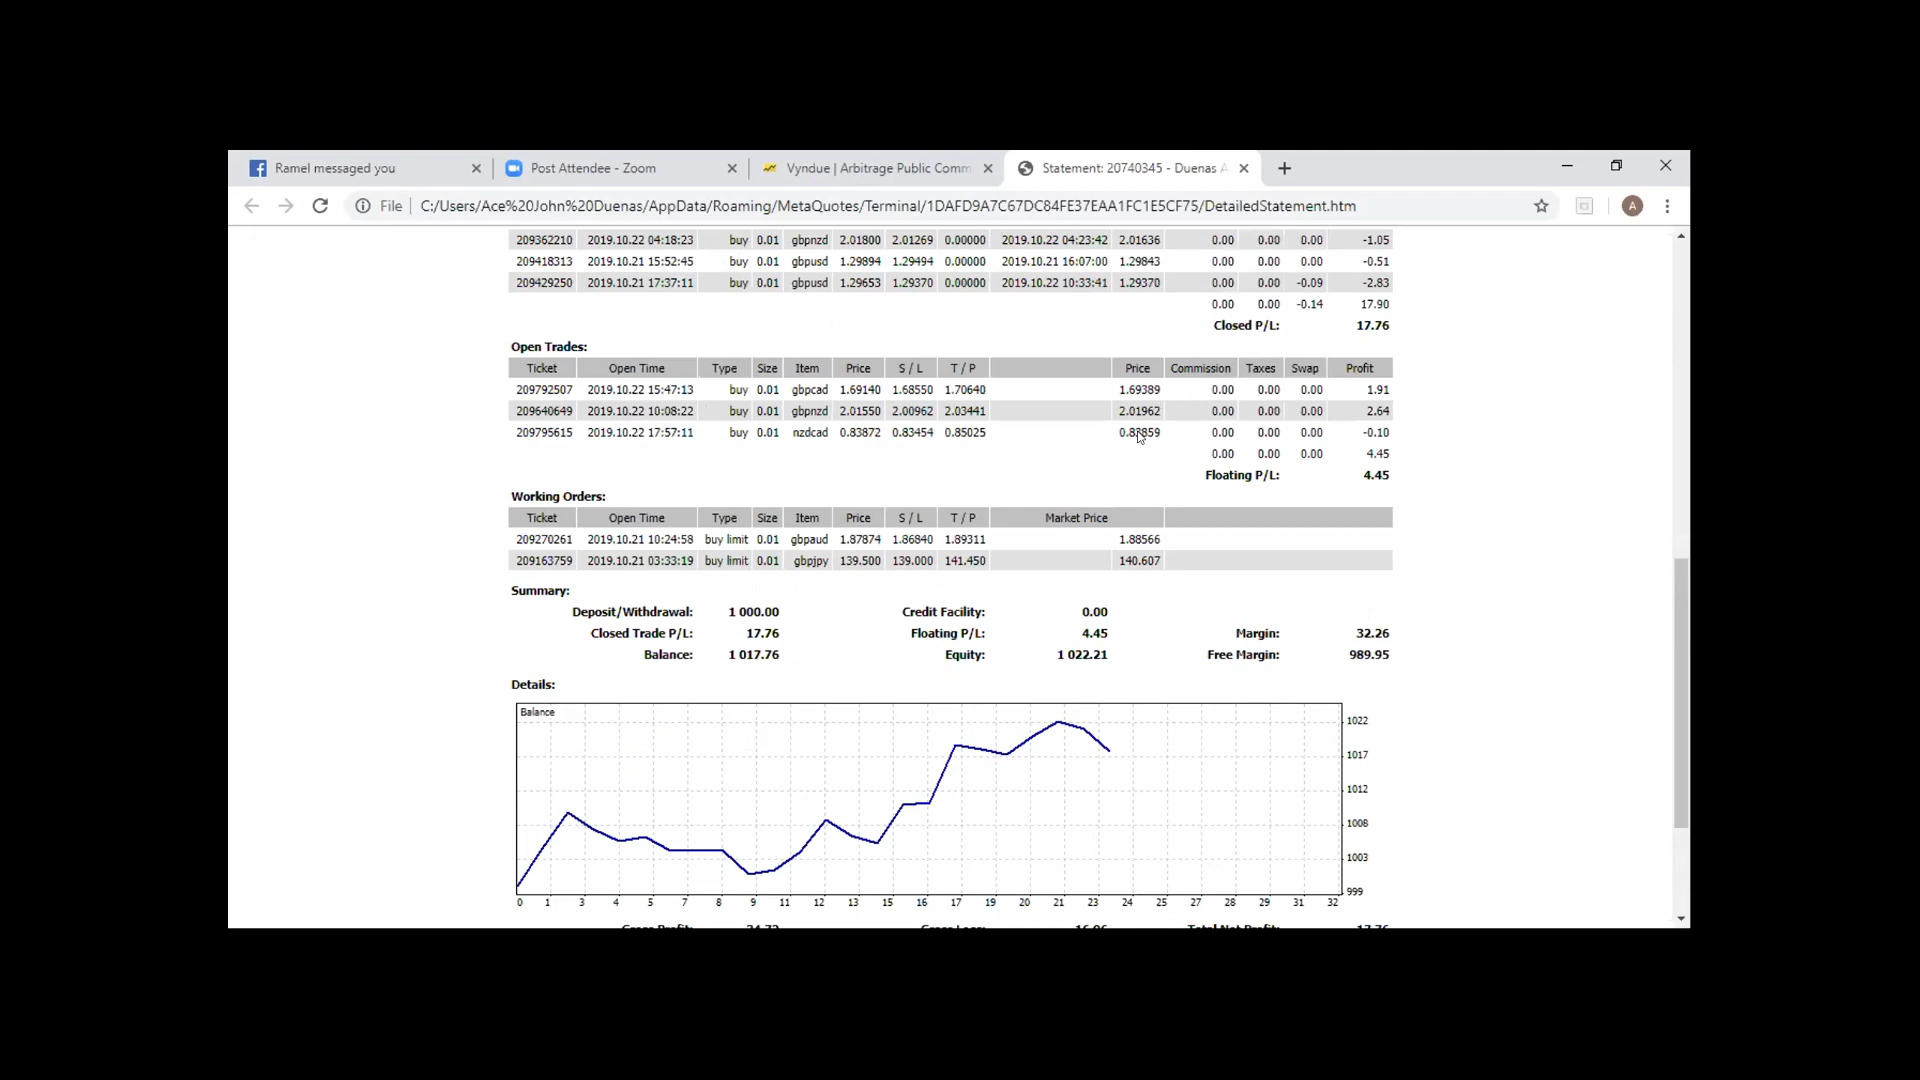 Ramel messaged you
Post Attendee - Zoom
Vyndue | Arbitrage Public Comm
Statement: 20740345 - Duenas A
File
C:/Users/Ace%20John%20Duenas/AppData/Roaming/MetaQuotes/Terminal/1DAFD9A7C67DC84FE37EAA1FC1E5CF75/DetailedStatement.htm
A
209362210 2019.10.22 04:18:23 buy 0.01 gbpnzd 2.01800 2.01269 0.00000 2019.10.22 04:23:42 2.01636 0.00 0.00 0.00 -1.05
209418313 2019.10.21 15:52:45 buy 0.01 gbpusd 1.29894 1.29494 0.00000 2019.10.21 16:07:00 1.29843 0.00 0.00 0.00 -0.51
209429250 2019.10.21 17:37:11 buy 0.01 gbpusd 1.29653 1.29370 0.00000 2019.10.22 10:33:41 1.29370 0.00 0.00 -0.09 -2.83
0.00 0.00 -0.14 17.90
Closed P/L: 17.76
Open Trades:
Ticket Open Time Type Size Item Price S / L T / P Price Commission Taxes Swap Profit
209792507 2019.10.22 15:47:13 buy 0.01 gbpcad 1.69140 1.68550 1.70640 1.69389 0.00 0.00 0.00 1.91
209640649 2019.10.22 10:08:22 buy 0.01 gbpnzd 2.01550 2.00962 2.03441 2.01962 0.00 0.00 0.00 2.64
209795615 2019.10.22 17:57:11 buy 0.01 nzdcad 0.83872 0.83454 0.85025 0.83859 0.00 0.00 0.00 -0.10
0.00 0.00 0.00 4.45
Floating P/L: 4.45
Working Orders:
Ticket Open Time Type Size Item Price S / L T / P Market Price
209270261 2019.10.21 10:24:58 buy limit 0.01 gbpaud 1.87874 1.86840 1.89311 1.88566
209163759 2019.10.21 03:33:19 buy limit 0.01 gbpjpy 139.500 139.000 141.450 140.607
Summary:
Deposit/Withdrawal: 1 000.00 Credit Facility: 0.00
Closed Trade P/L: 17.76 Floating P/L: 4.45 Margin: 32.26
Balance: 1 017.76 Equity: 1 022.21 Free Margin: 989.95
Details:
Balance
1022
1017
1012
1008
1003
999
0 1 3 4 5 7 8 9 11 12 13 15 16 17 19 20 21 23 24 25 27 28 29 31 32